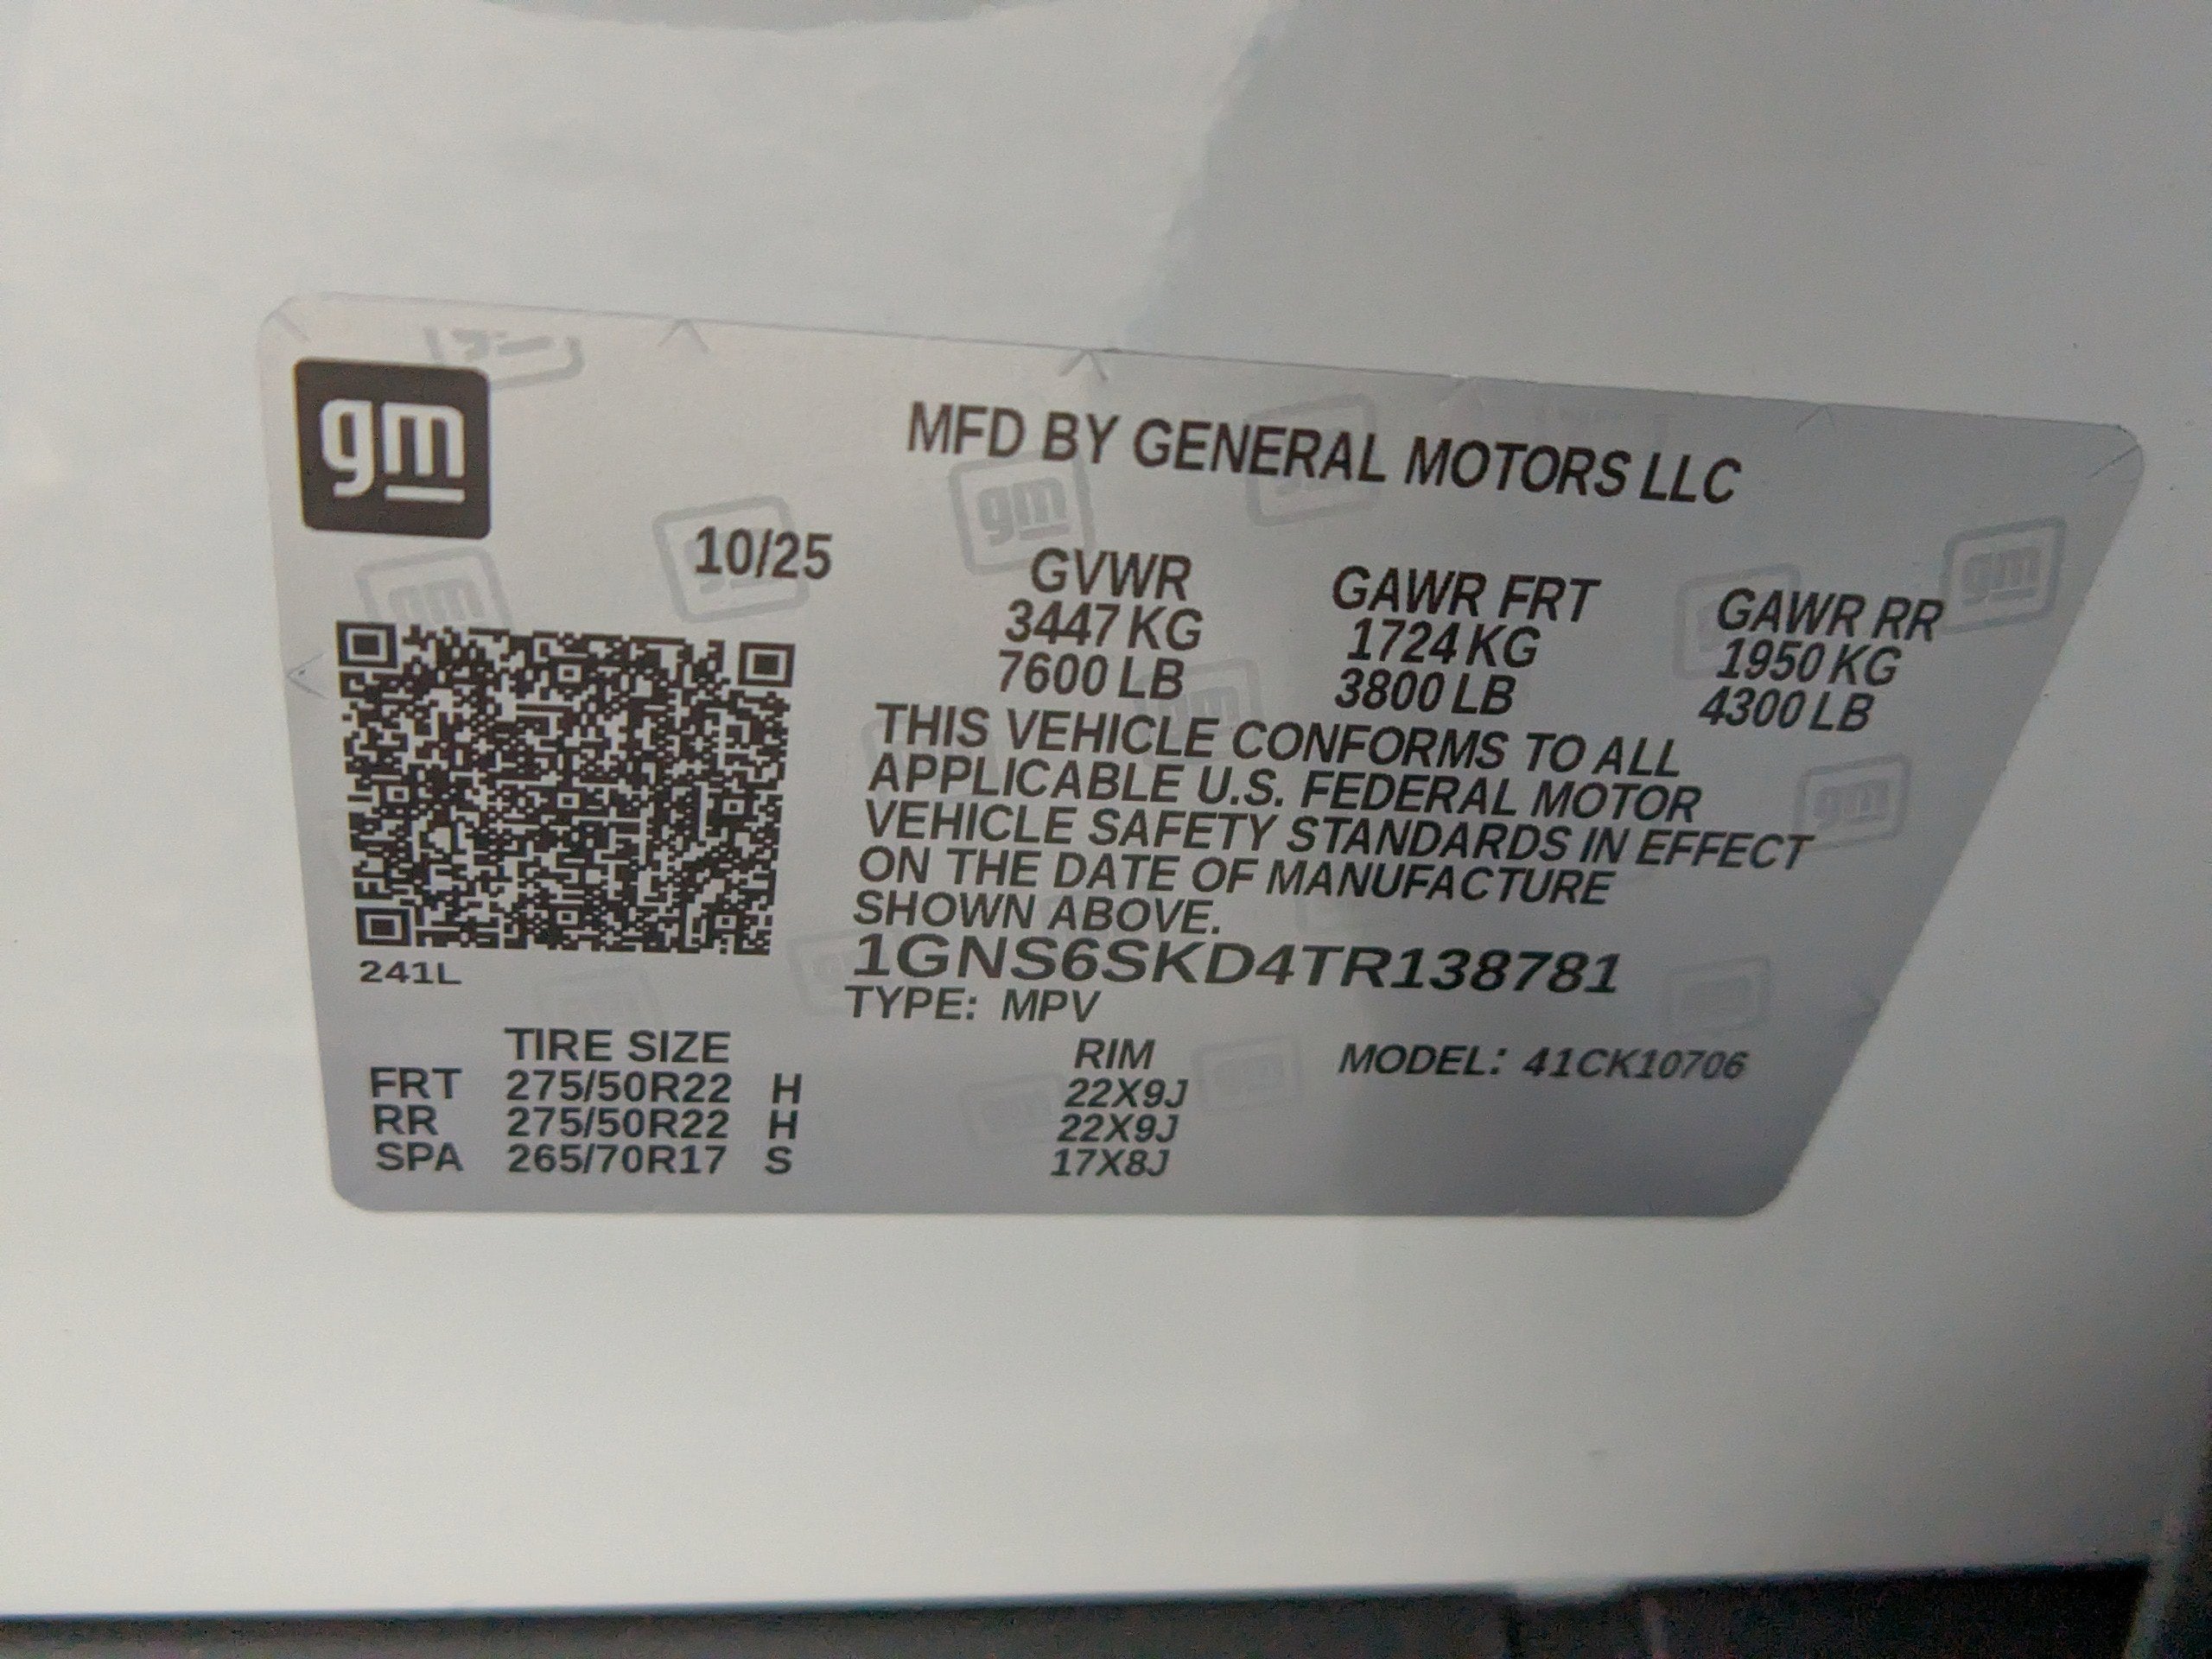 gm
MFD BY GENERAL MOTORS LLC
10/25
GVWR GAWR FRT GAWR RR
3447 KG 1724 KG 1950 KG
7600 LB 3800 LB 4300 LB
THIS VEHICLE CONFORMS TO ALL
APPLICABLE U.S. FEDERAL MOTOR
VEHICLE SAFETY STANDARDS IN EFFECT
ON THE DATE OF MANUFACTURE
SHOWN ABOVE.
1GNS6SKD4TR138781
241L
TYPE: MPV
TIRE SIZE RIM MODEL: 41CK10706
FRT 275/50R22 H 22X9J
RR 275/50R22 H 22X9J
SPA 265/70R17 S 17X8J